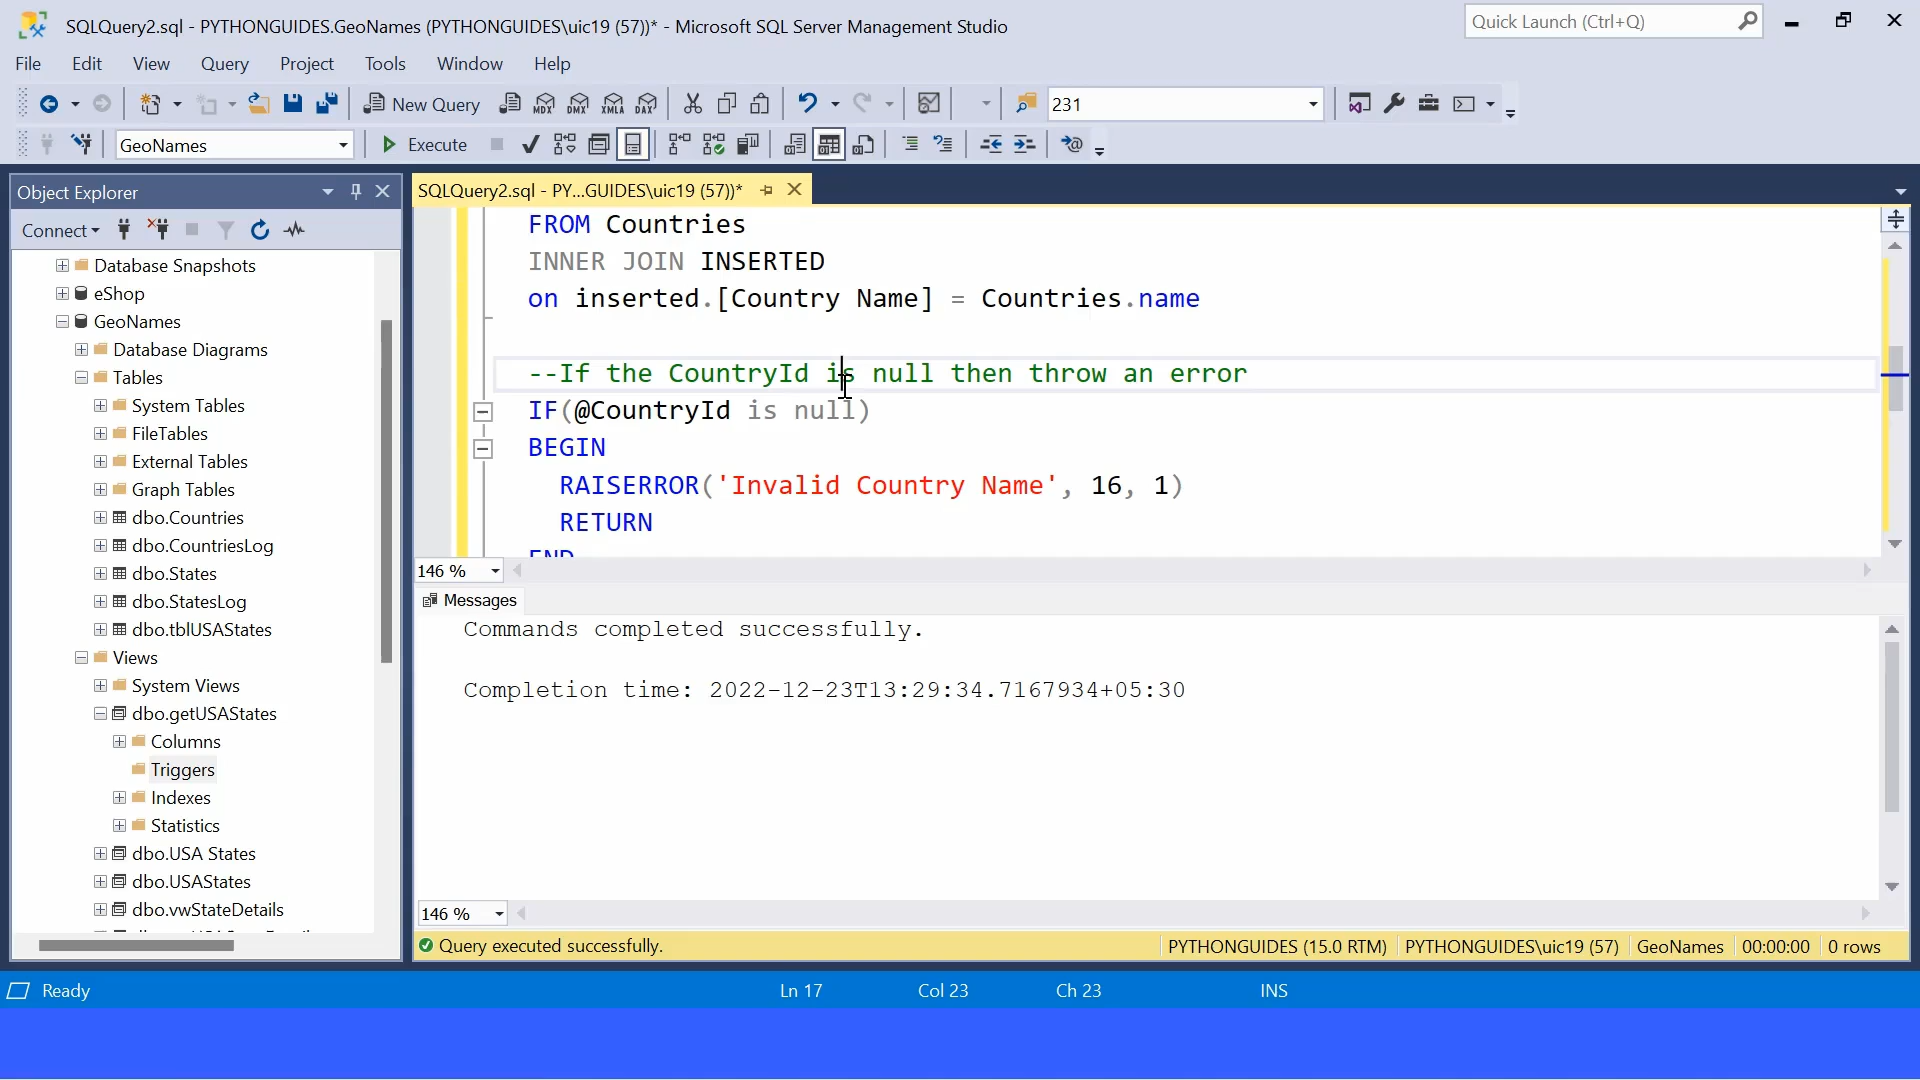 SQLQuery2.sql - PYTHONGUIDES.GeoNames (PYTHONGUIDES\uic19 (57))* - Microsoft SQL Server Management Studio
Quick Launch (Ctrl+Q)
File Edit View Query Project Tools Window Help
New Query MDX DMX XMLA DAX 231
GeoNames Execute
Object Explorer
Connect
Database Snapshots
eShop
GeoNames
Database Diagrams
Tables
System Tables
FileTables
External Tables
Graph Tables
dbo.Countries
dbo.CountriesLog
dbo.States
dbo.StatesLog
dbo.tblUSAStates
Views
System Views
dbo.getUSAStates
Columns
Triggers
Indexes
Statistics
dbo.USA States
dbo.USAStates
dbo.vwStateDetails
SQLQuery2.sql - PY...GUIDES\uic19 (57))*
FROM Countries
INNER JOIN INSERTED
on inserted.[Country Name] = Countries.name
--If the CountryId is null then throw an error
IF(@CountryId is null)
BEGIN
RAISERROR('Invalid Country Name', 16, 1)
RETURN
END
146 %
Messages
Commands completed successfully.
Completion time: 2022-12-23T13:29:34.7167934+05:30
146 %
Query executed successfully. PYTHONGUIDES (15.0 RTM) PYTHONGUIDES\uic19 (57) GeoNames 00:00:00 0 rows
Ready Ln 17 Col 23 Ch 23 INS